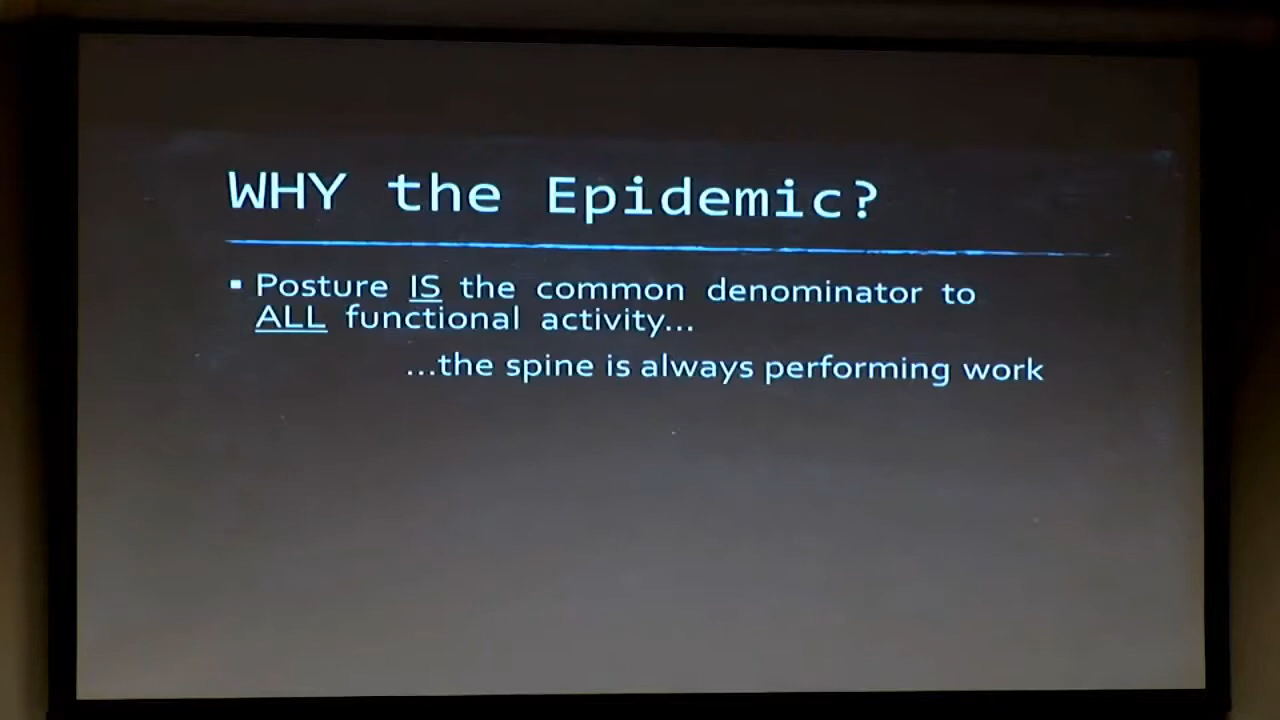 WHY the Epidemic?
▪ Posture IS the common denominator to
ALL functional activity...
...the spine is always performing work